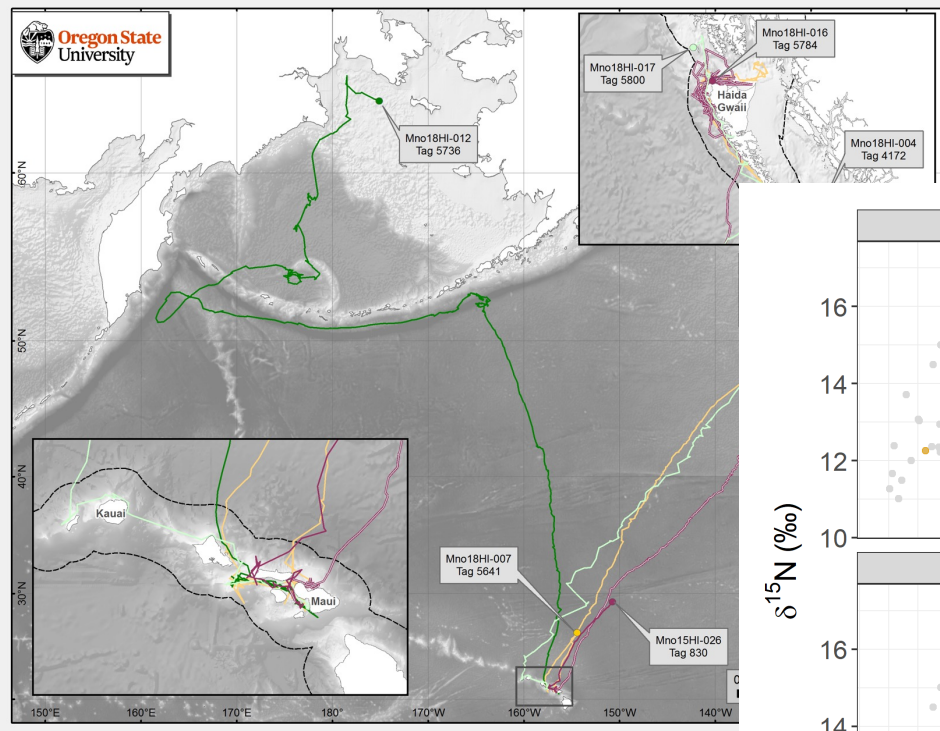 Oregon State
University
Mno18HI-016
Tag 5784
Mno18HI-017
Tag 5800
Haida
Gwaii
Mno18HI-004
Tag 4172
Mno18HI-012
Tag 5736
60°N
50°N
40°N
30°N
Kauai
Maui
Mno18HI-007
Tag 5641
Mno15HI-026
Tag 830
0
150°E
160°E
170°E
180°
170°W
160°W
150°W
140°W
δ15N (‰)
16
14
12
10
16
14